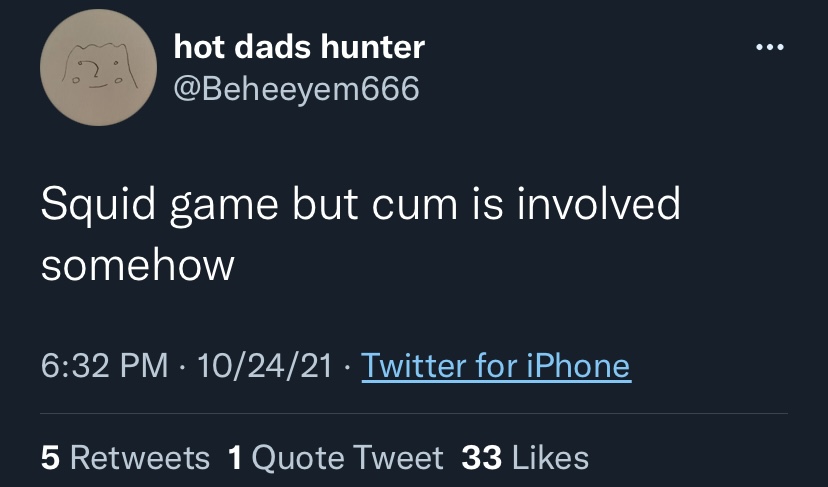 hot dads hunter
@Beheeyem666
Squid game but cum is involved
somehow
6:32 PM · 10/24/21 · Twitter for iPhone
5 Retweets 1 Quote Tweet 33 Likes